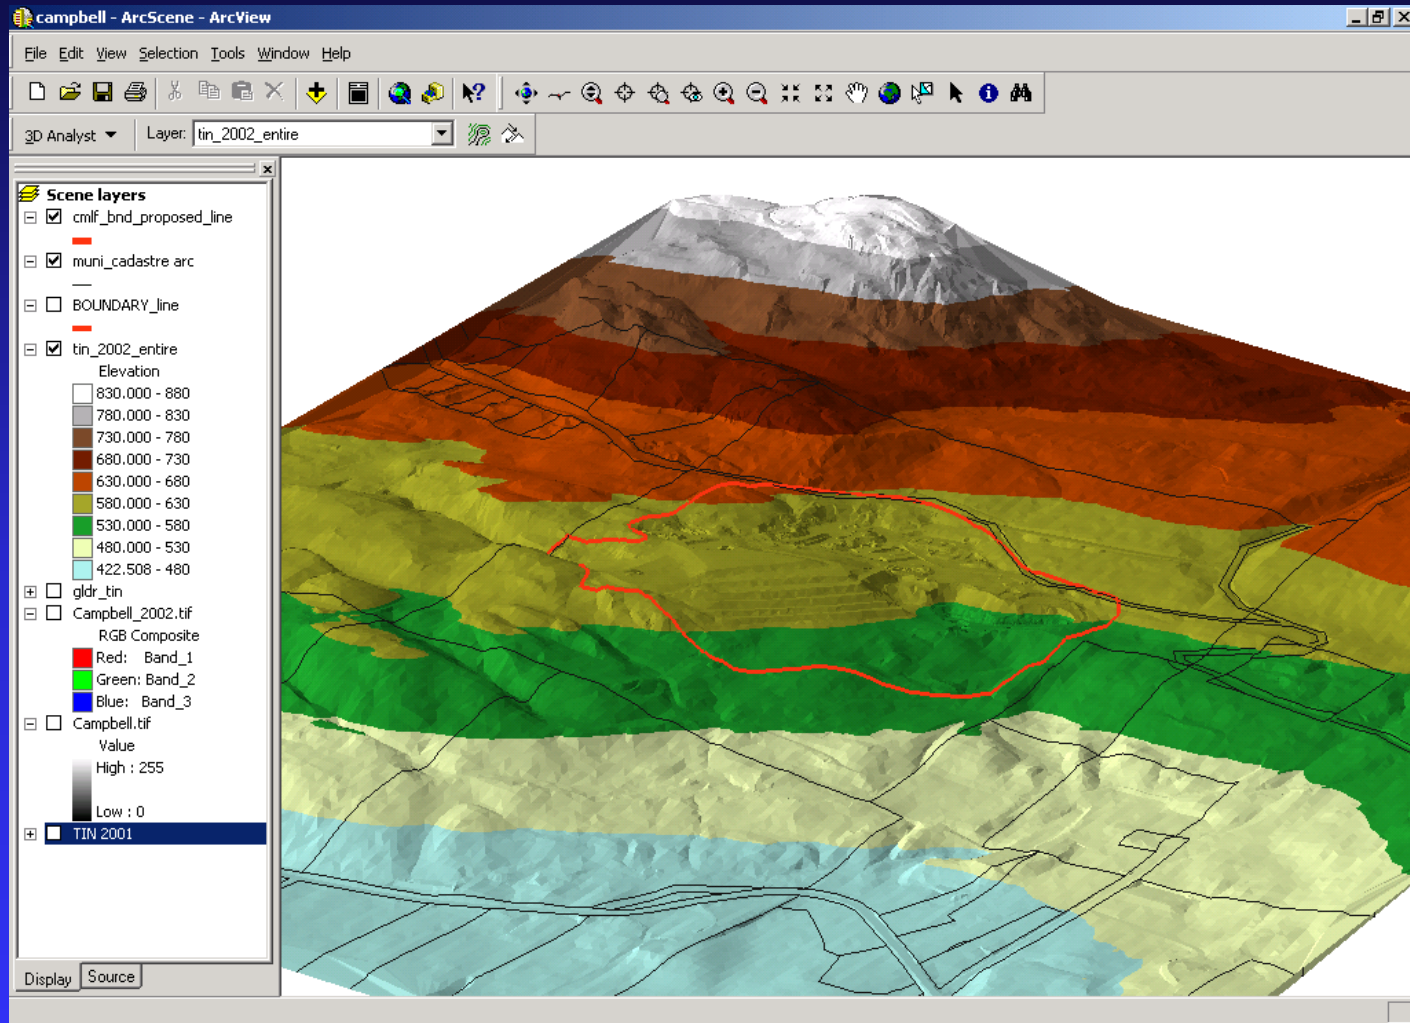 campbell - ArcScene - ArcView
File Edit View Selection Tools Window Help
3D Analyst Layer: tin_2002_entire
Scene layers
cmlf_bnd_proposed_line
muni_cadastre arc
BOUNDARY_line
tin_2002_entire
Elevation
830.000 - 880
780.000 - 830
730.000 - 780
680.000 - 730
630.000 - 680
580.000 - 630
530.000 - 580
480.000 - 530
422.508 - 480
gldr_tin
Campbell_2002.tif
RGB Composite
Red: Band_1
Green: Band_2
Blue: Band_3
Campbell.tif
Value
High : 255
Low : 0
TIN 2001
Display Source